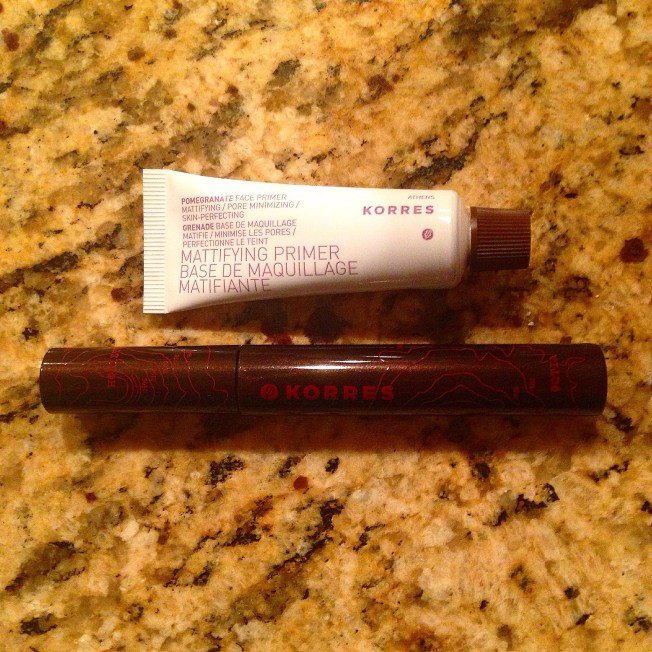 POMEGRANATE FACE PRIMER
MATTIFYING / PORE MINIMIZING /
SKIN-PERFECTING
GRENADE BASE DE MAQUILLAGE
MATIFIE / MINIMISE LES PORES /
PERFECTIONNE LE TEINT
MATTIFYING PRIMER
BASE DE MAQUILLAGE
MATIFIANTE
ATHENS
KORRES
KORRES